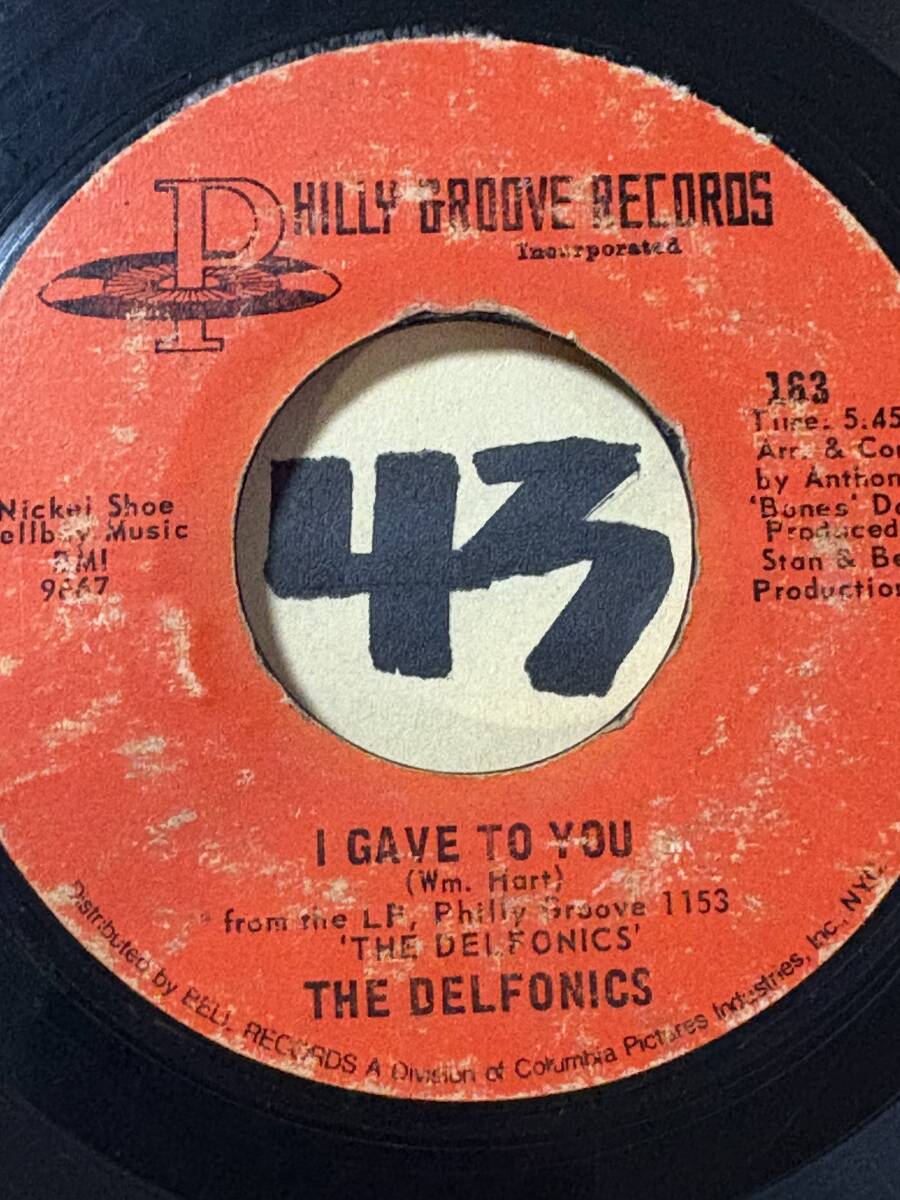 PHILLY GROOVE RECORDS
Incorporated
163
Time: 5:45
Arr. & Co
by Anthon
'Bones' D
Produced
Stan & Be
Production
Nickel Shoe
ellboy Music
BMI
9867
43
I GAVE TO YOU
(Wm. Hart)
from the LP, Philly Groove 1153
'THE DELFONICS'
THE DELFONICS
Distributed by BELL RECORDS A Division of Columbia Pictures Industries, Inc., NYC